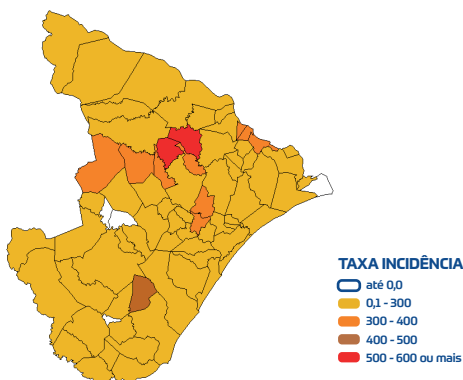 TAXA INCIDÊNCIA
até 0,0
0,1 - 300
300 - 400
400 - 500
500 - 600 ou mais